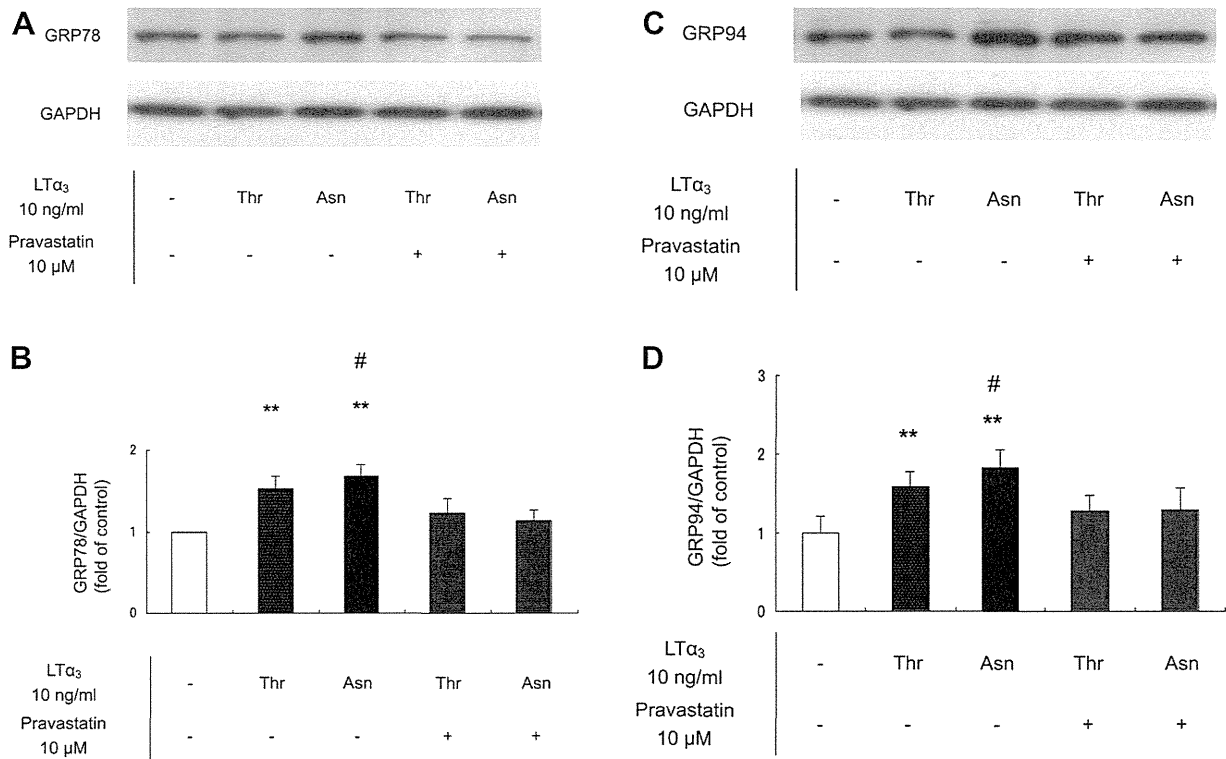 A
GRP78
GAPDH
LTα3
10 ng/ml
- Thr Asn Thr Asn
Pravastatin
10 µM
- - - + +
C
GRP94
GAPDH
LTα3
10 ng/ml
- Thr Asn Thr Asn
Pravastatin
10 µM
- - - + +
B
#
** **
GRP78/GAPDH
(fold of control)
2
1
0
LTα3
10 ng/ml
- Thr Asn Thr Asn
Pravastatin
10 µM
- - - + +
D
#
** **
GRP94/GAPDH
(fold of control)
3
2
1
0
LTα3
10 ng/ml
- Thr Asn Thr Asn
Pravastatin
10 µM
- - - + +